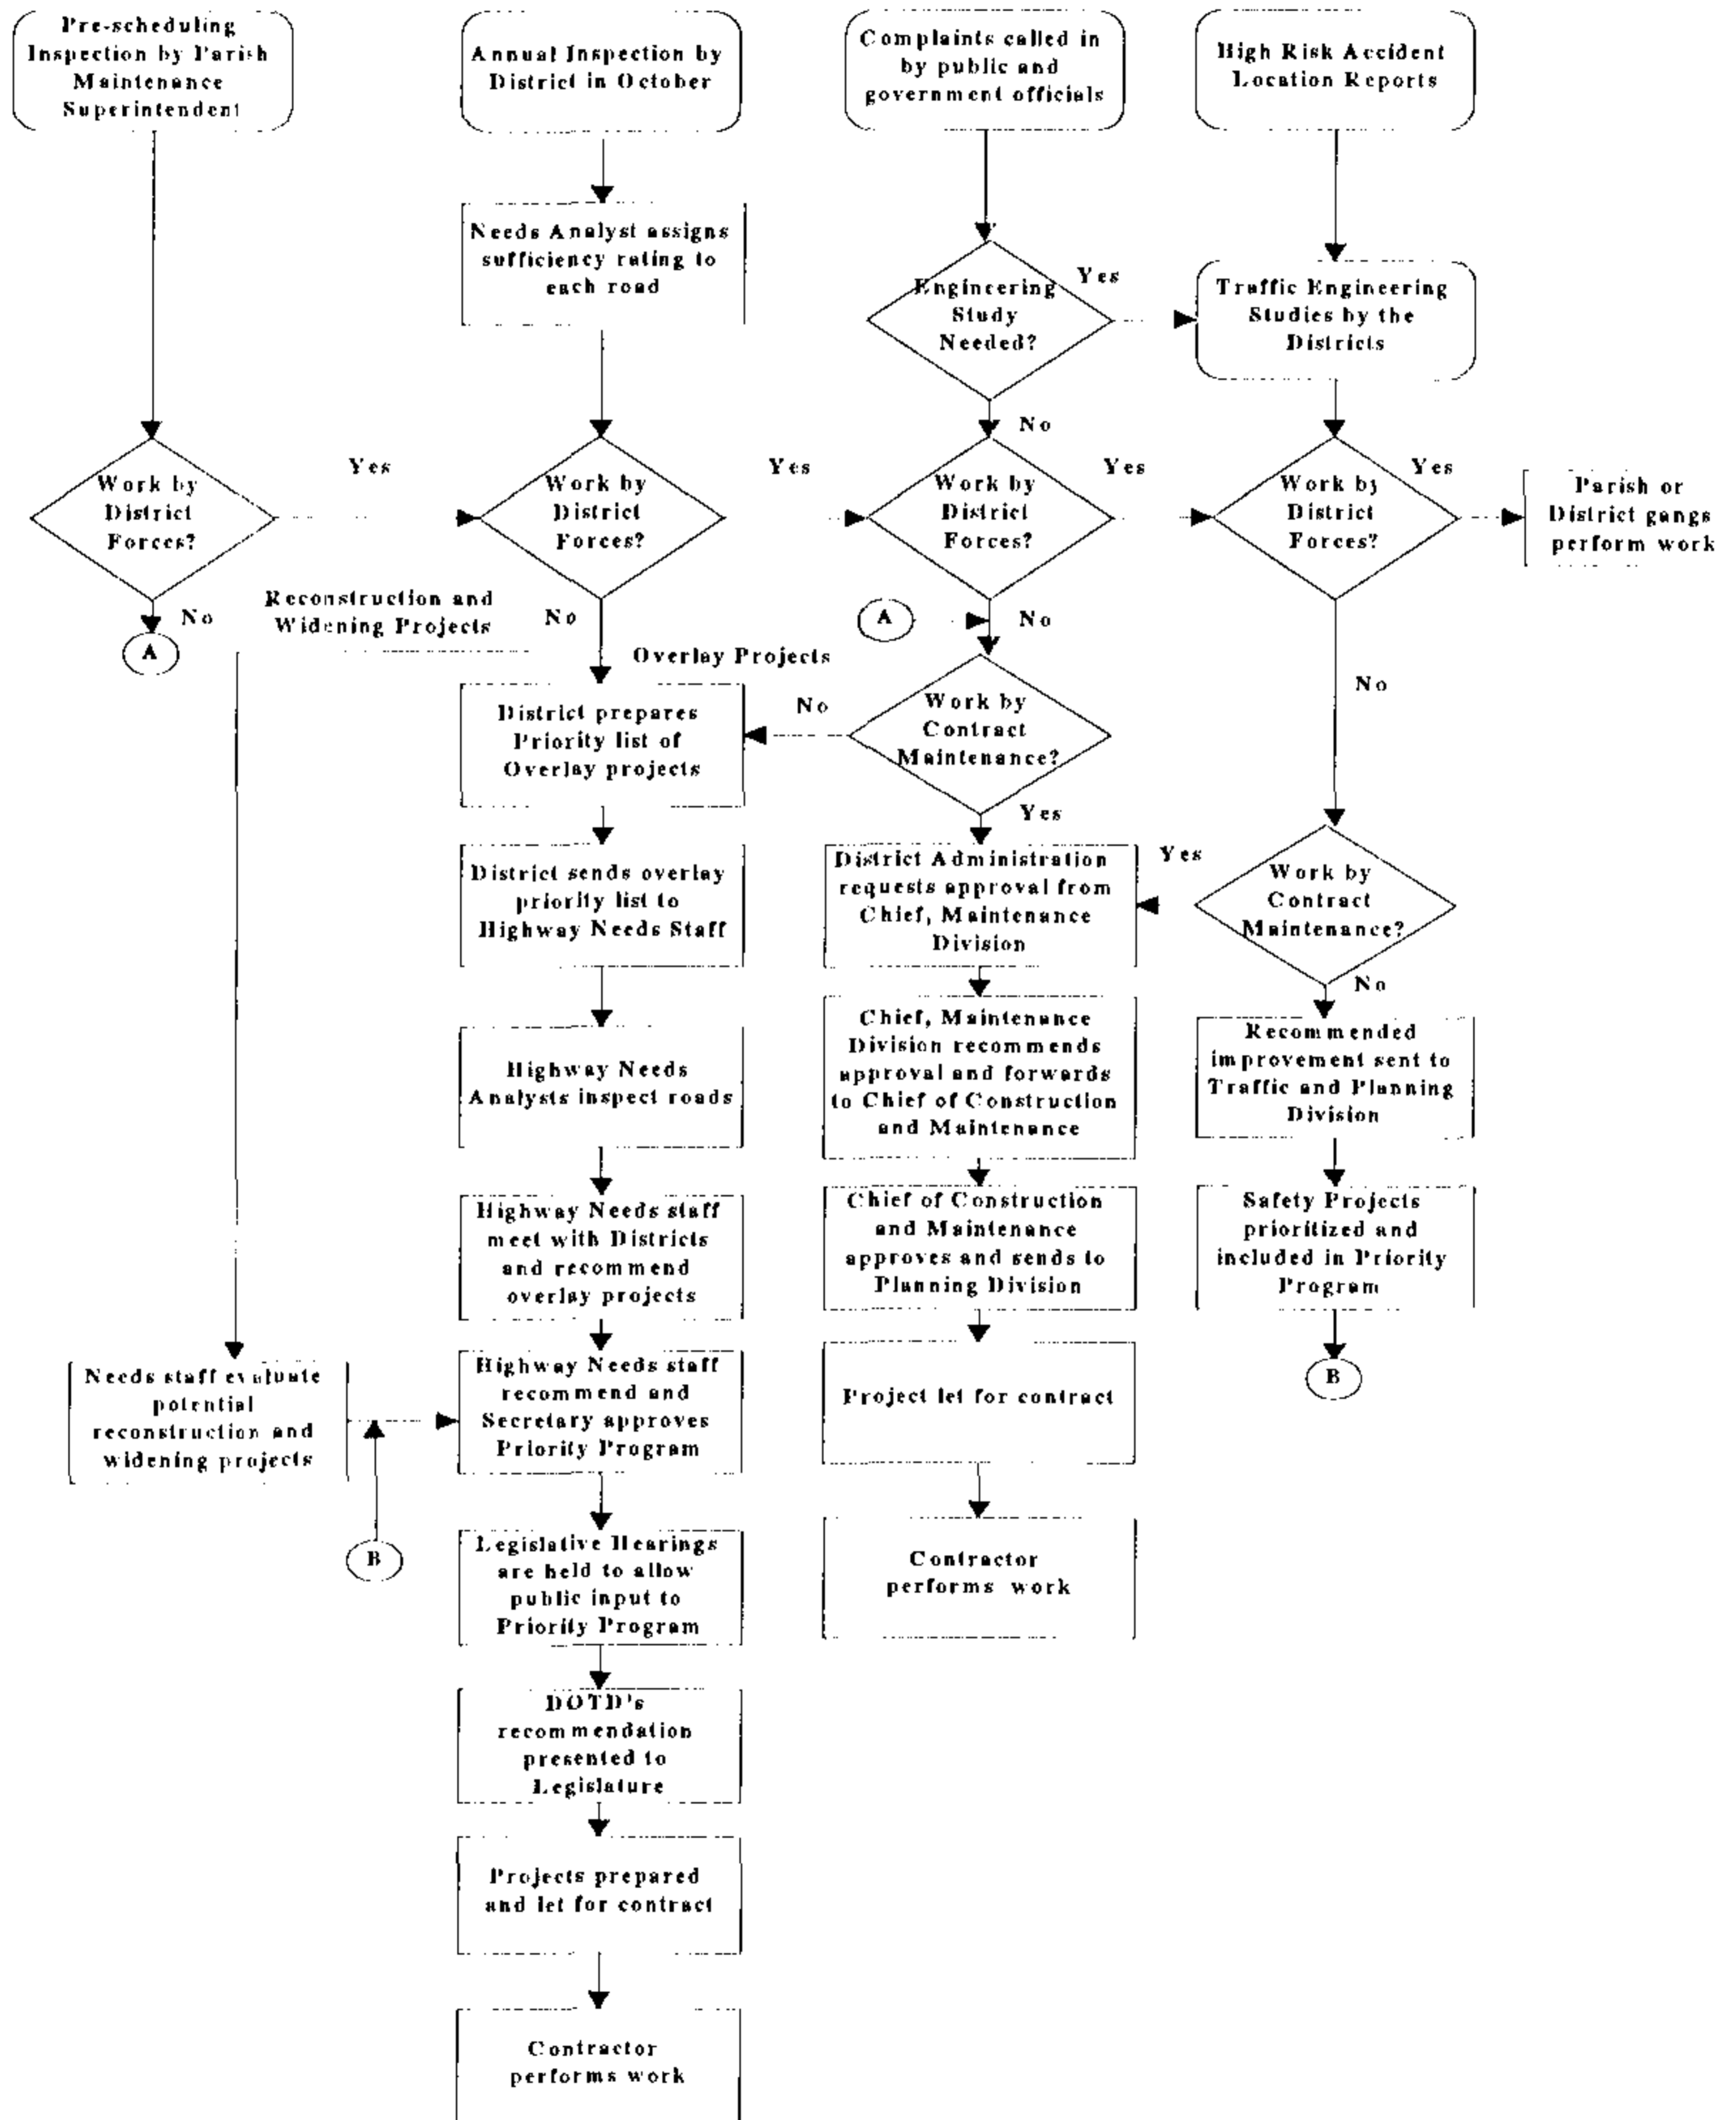 Pre-scheduling
Inspection by Parish
Maintenance
Superintendent
Annual Inspection by
District in October
Complaints called in
by public and
government officials
High Risk Accident
Location Reports
Needs Analyst assigns
sufficiency rating to
each road
Engineering
Study
Needed?
Yes
Traffic Engineering
Studies by the
Districts
No
Work by
District
Forces?
Yes
Work by
District
Forces?
Yes
Work by
District
Forces?
Yes
Work by
District
Forces?
Yes
Parish or
District gangs
perform work
No
A
Reconstruction and
Widening Projects
No
Overlay Projects
A
No
No
District prepares
Priority list of
Overlay projects
No
Work by
Contract
Maintenance?
Yes
District sends overlay
priority list to
Highway Needs Staff
District Administration
requests approval from
Chief, Maintenance
Division
Yes
Work by
Contract
Maintenance?
No
Highway Needs
Analysts inspect roads
Chief, Maintenance
Division recommends
approval and forwards
to Chief of Construction
and Maintenance
Recommended
improvement sent to
Traffic and Planning
Division
Highway Needs staff
meet with Districts
and recommend
overlay projects
Chief of Construction
and Maintenance
approves and sends to
Planning Division
Safety Projects
prioritized and
included in Priority
Program
B
Needs staff evaluate
potential
reconstruction and
widening projects
Highway Needs staff
recommend and
Secretary approves
Priority Program
Project let for contract
B
Legislative Hearings
are held to allow
public input to
Priority Program
Contractor
performs work
DOTD's
recommendation
presented to
Legislature
Projects prepared
and let for contract
Contractor
performs work